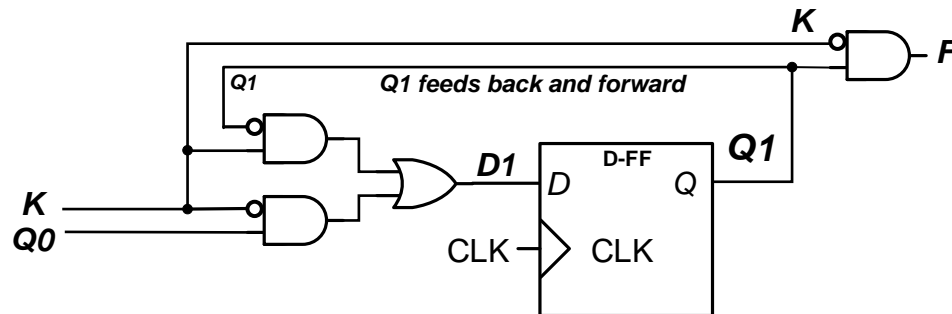 K
F
Q1
Q1 feeds back and forward
D1
D-FF
Q1
D
Q
K
Q0
CLK
CLK